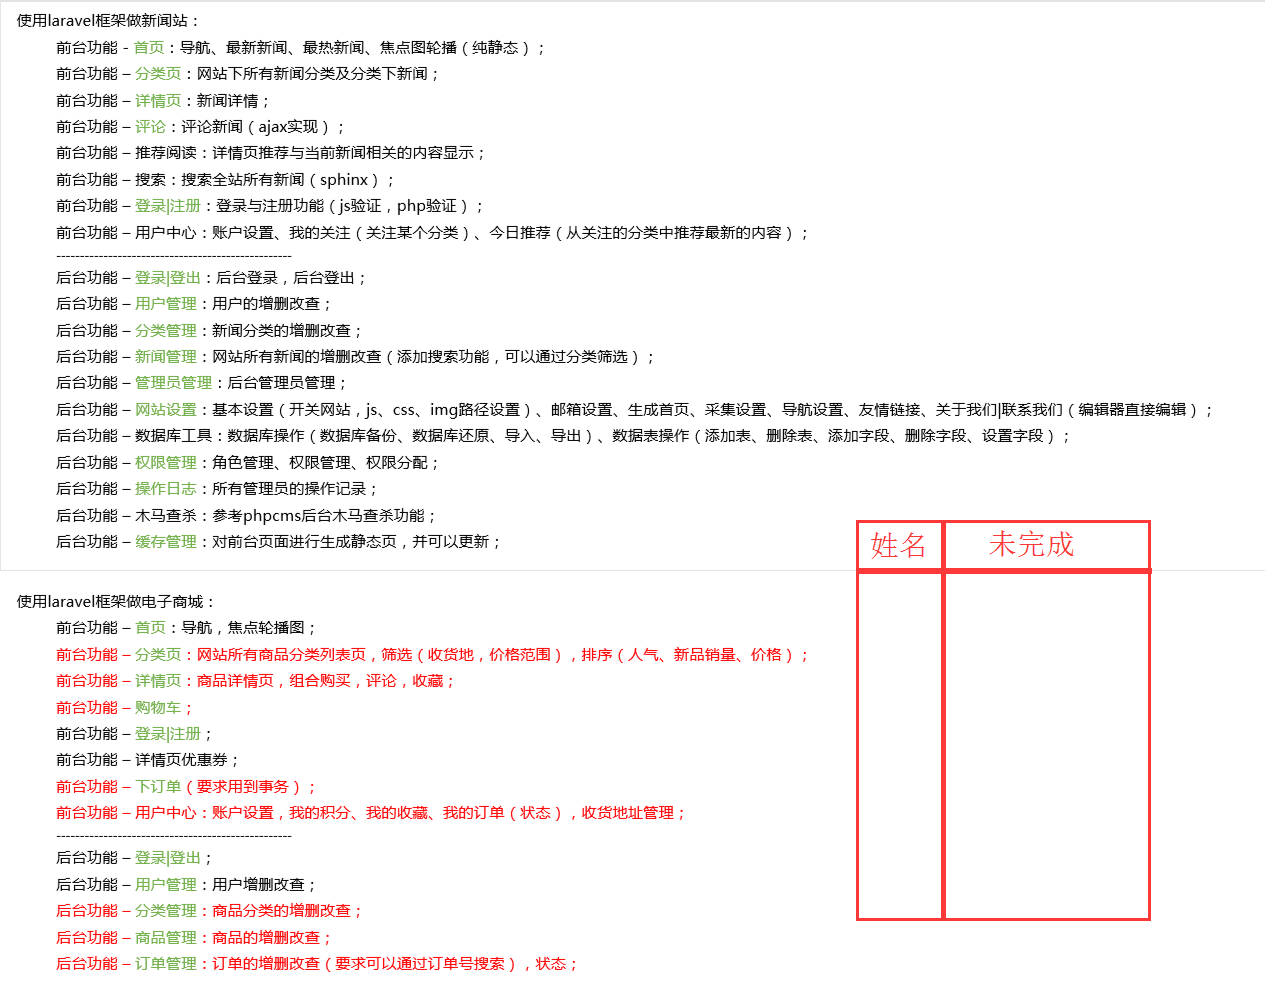 使用laravel框架做新闻站：
前台功能 - 首页：导航、最新新闻、最热新闻、焦点图轮播（纯静态）；
前台功能 – 分类页：网站下所有新闻分类及分类下新闻；
前台功能 – 详情页：新闻详情；
前台功能 – 评论：评论新闻（ajax实现）；
前台功能 – 推荐阅读：详情页推荐与当前新闻相关的内容显示；
前台功能 – 搜索：搜索全站所有新闻（sphinx）；
前台功能 – 登录|注册：登录与注册功能（js验证，php验证）；
前台功能 – 用户中心：账户设置、我的关注（关注某个分类）、今日推荐（从关注的分类中推荐最新的内容）；
--------------------------------------------------
后台功能 – 登录|登出：后台登录，后台登出；
后台功能 – 用户管理：用户的增删改查；
后台功能 – 分类管理：新闻分类的增删改查；
后台功能 – 新闻管理：网站所有新闻的增删改查（添加搜索功能，可以通过分类筛选）；
后台功能 – 管理员管理：后台管理员管理；
后台功能 – 网站设置：基本设置（开关网站，js、css、img路径设置）、邮箱设置、生成首页、采集设置、导航设置、友情链接、关于我们|联系我们（编辑器直接编辑）；
后台功能 – 数据库工具：数据库操作（数据库备份、数据库还原、导入、导出）、数据表操作（添加表、删除表、添加字段、删除字段、设置字段）；
后台功能 – 权限管理：角色管理、权限管理、权限分配；
后台功能 – 操作日志：所有管理员的操作记录；
后台功能 – 木马查杀：参考phpcms后台木马查杀功能；
后台功能 – 缓存管理：对前台页面进行生成静态页，并可以更新；
姓名 未完成
使用laravel框架做电子商城：
前台功能 – 首页：导航，焦点轮播图；
前台功能 – 分类页：网站所有商品分类列表页，筛选（收货地，价格范围），排序（人气、新品销量、价格）；
前台功能 – 详情页：商品详情页，组合购买，评论，收藏；
前台功能 – 购物车；
前台功能 – 登录|注册；
前台功能 – 详情页优惠券；
前台功能 – 下订单（要求用到事务）；
前台功能 – 用户中心：账户设置，我的积分、我的收藏、我的订单（状态），收货地址管理；
--------------------------------------------------
后台功能 – 登录|登出；
后台功能 – 用户管理：用户增删改查；
后台功能 – 分类管理：商品分类的增删改查；
后台功能 – 商品管理：商品的增删改查；
后台功能 – 订单管理：订单的增删改查（要求可以通过订单号搜索），状态；